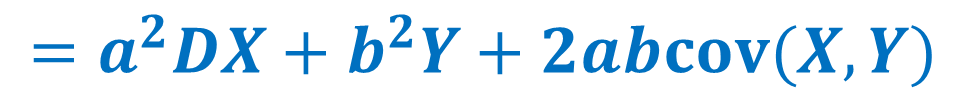 = a²DX + b²Y + 2abcov(X, Y)